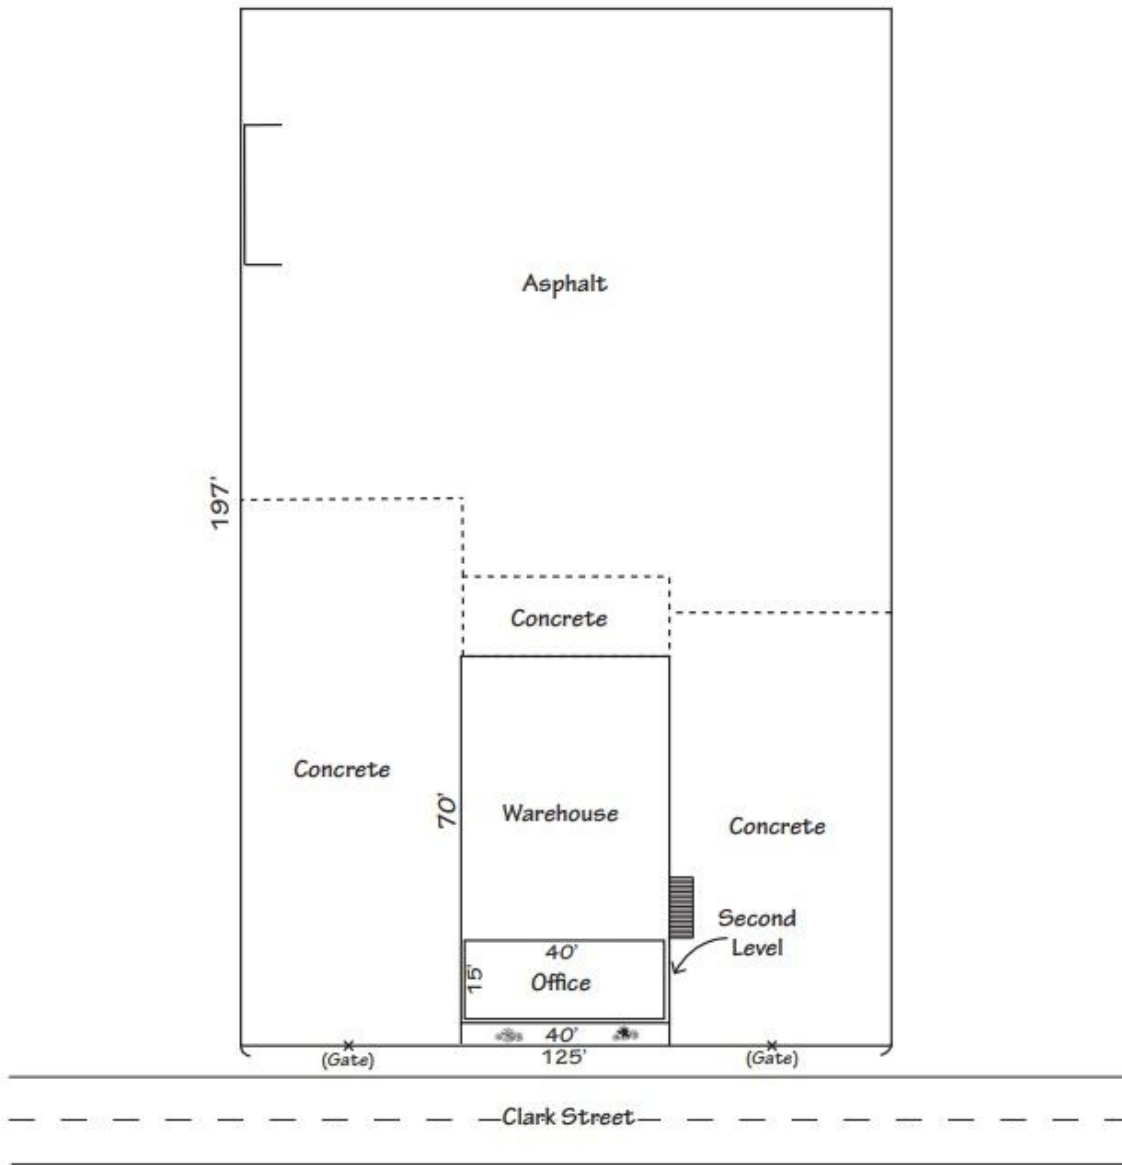 Asphalt
197'
Concrete
Concrete
70'
Warehouse
Concrete
Second
Level
40'
15'
Office
40'
(Gate)
125'
(Gate)
Clark Street